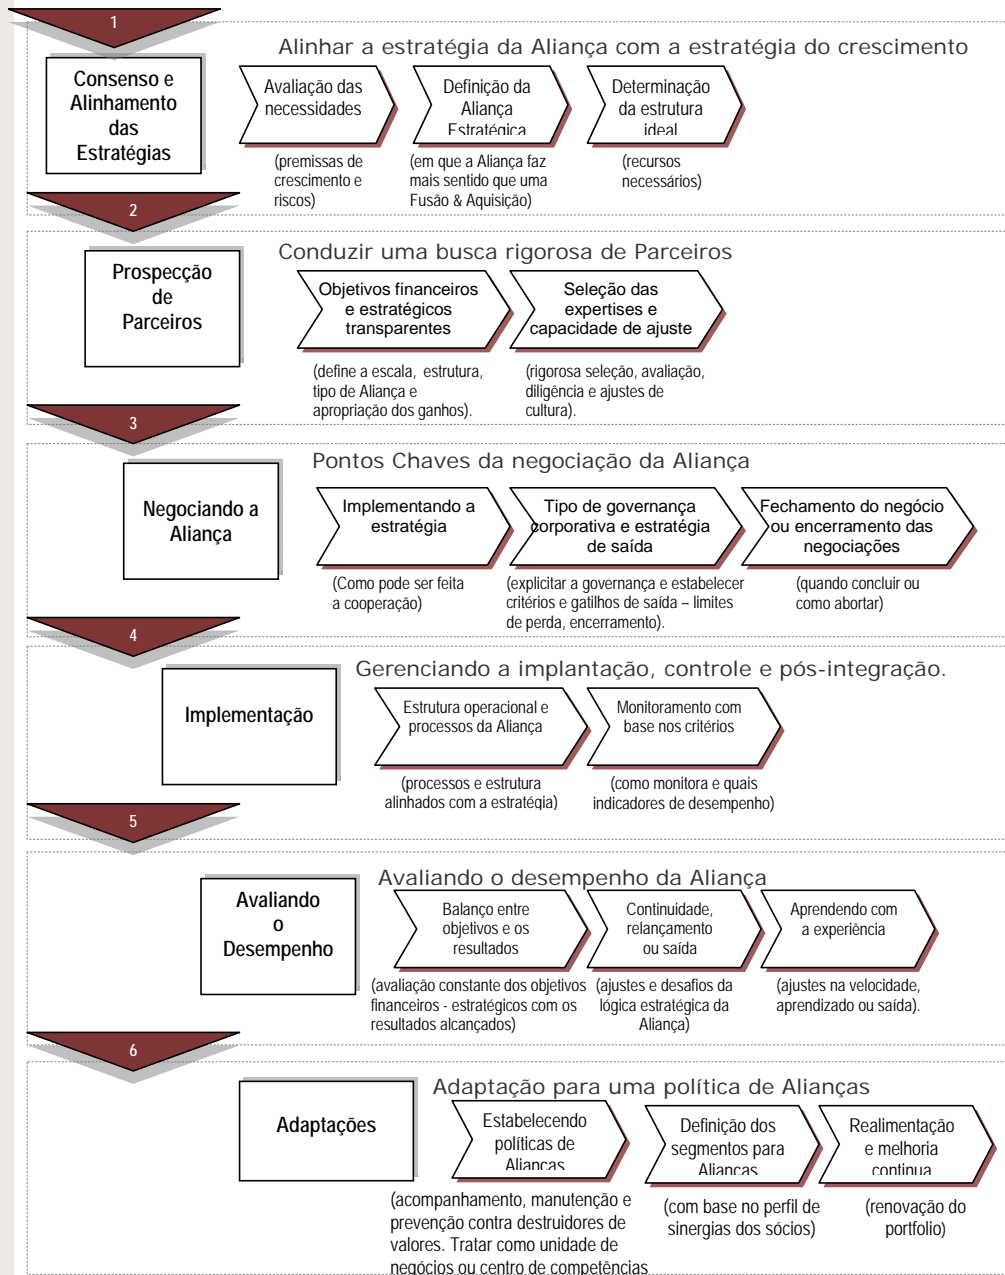 1
Alinhar a estratégia da Aliança com a estratégia do crescimento
Consenso e
Alinhamento
das
Estratégias
Avaliação das
necessidades
Definição da
Aliança
Estratégica
Determinação
da estrutura
ideal
(premissas de
crescimento e
riscos)
(em que a Aliança faz
mais sentido que uma
Fusão & Aquisição)
(recursos
necessários)
2
Conduzir uma busca rigorosa de Parceiros
Prospecção
de
Parceiros
Objetivos financeiros
e estratégicos
transparentes
Seleção das
expertises e
capacidade de ajuste
(define a escala, estrutura,
tipo de Aliança e
apropriação dos ganhos).
(rigorosa seleção, avaliação,
diligência e ajustes de
cultura).
3
Pontos Chaves da negociação da Aliança
Negociando a
Aliança
Implementando a
estratégia
Tipo de governança
corporativa e estratégia
de saída
Fechamento do negócio
ou encerramento das
negociações
(Como pode ser feita
a cooperação)
(explicitar a governança e estabelecer
critérios e gatilhos de saída – limites
de perda, encerramento).
(quando concluir ou
como abortar)
4
Gerenciando a implantação, controle e pós-integração.
Implementação
Estrutura operacional e
processos da Aliança
Monitoramento com
base nos critérios
(processos e estrutura
alinhados com a estratégia)
(como monitora e quais
indicadores de desempenho)
5
Avaliando o desempenho da Aliança
Avaliando
o
Desempenho
Balanço entre
objetivos e os
resultados
Continuidade,
relançamento
ou saída
Aprendendo com
a experiência
(avaliação constante dos objetivos
financeiros - estratégicos com os
resultados alcançados)
(ajustes e desafios da
lógica estratégica da
Aliança)
(ajustes na velocidade,
aprendizado ou saída).
6
Adaptação para uma política de Alianças
Adaptações
Estabelecendo
políticas de
Alianças
Definição dos
segmentos para
Alianças
Realimentação
e melhoria
continua
(acompanhamento, manutenção e
prevenção contra destruidores de
valores. Tratar como unidade de
negócios ou centro de competências
(com base no perfil de
sinergias dos sócios)
(renovação do
portfolio)